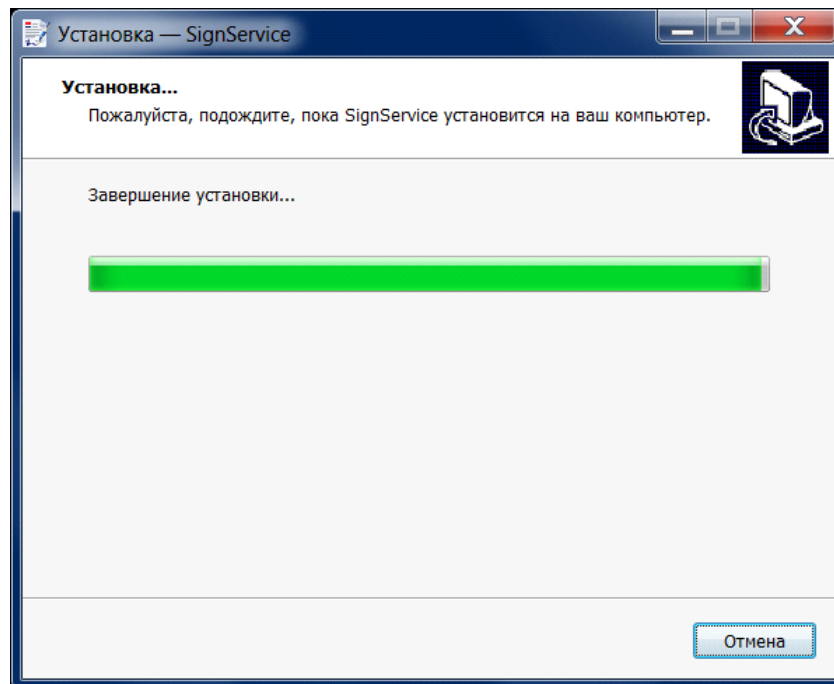 Установка — SignService
Установка...
Пожалуйста, подождите, пока SignService установится на ваш компьютер.
Завершение установки...
Отмена